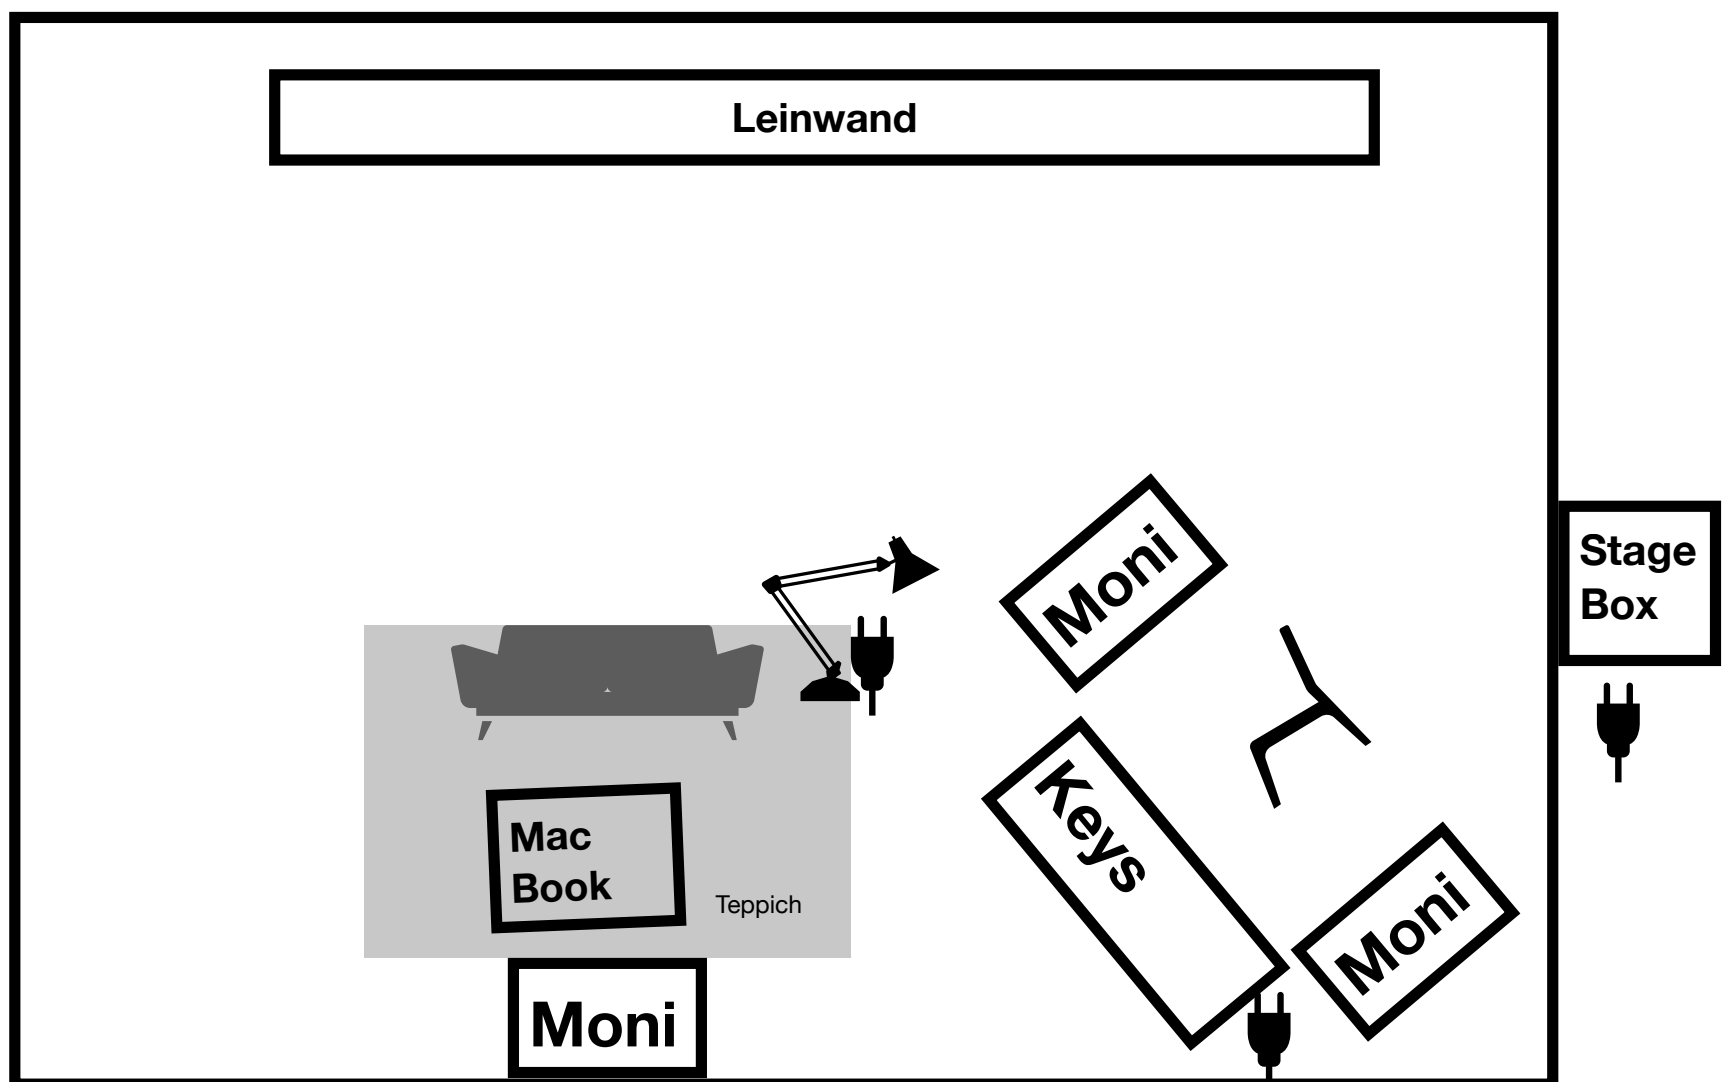 Leinwand
Stage
Box
Moni
Keys
Mac
Book
Teppich
Moni
Moni